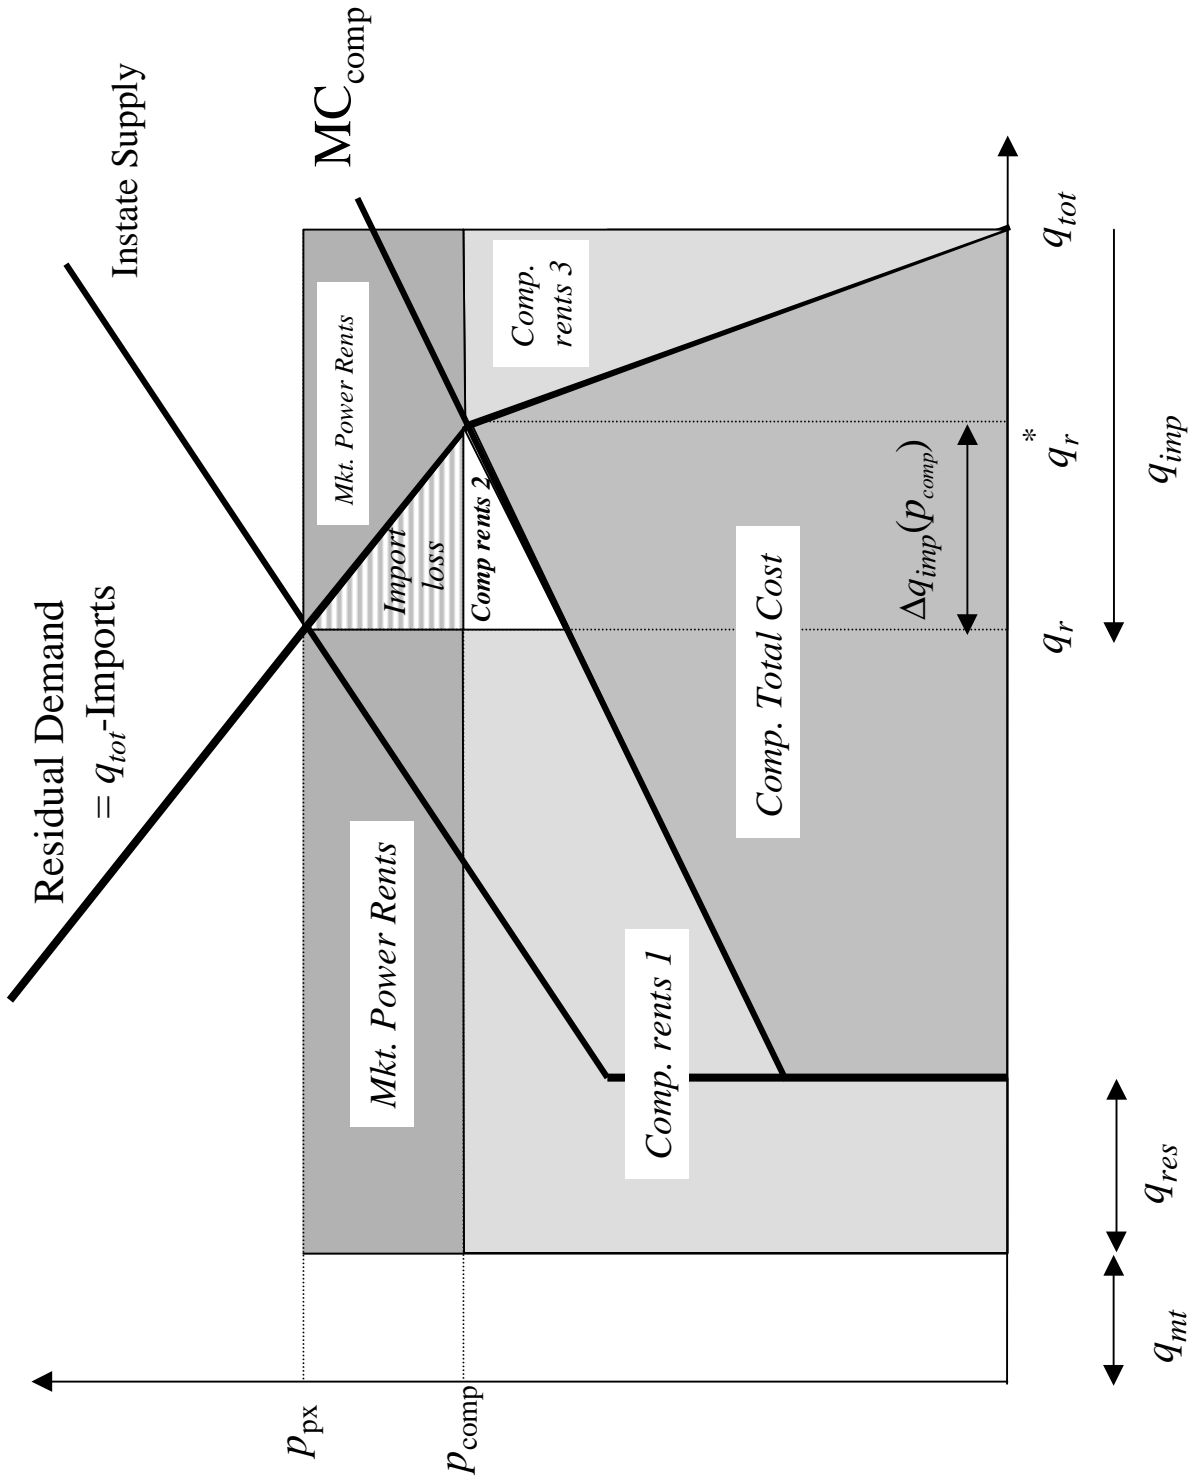 Residual Demand
= q_tot-Imports
Instate Supply
MC_comp
p_px
p_comp
Mkt. Power Rents
Mkt. Power Rents
Import
loss
Comp rents 2
Comp.
rents 3
Comp. rents 1
Comp. Total Cost
Δq_imp(p_comp)
q_r
q_r*
q_tot
q_mt
q_res
q_imp